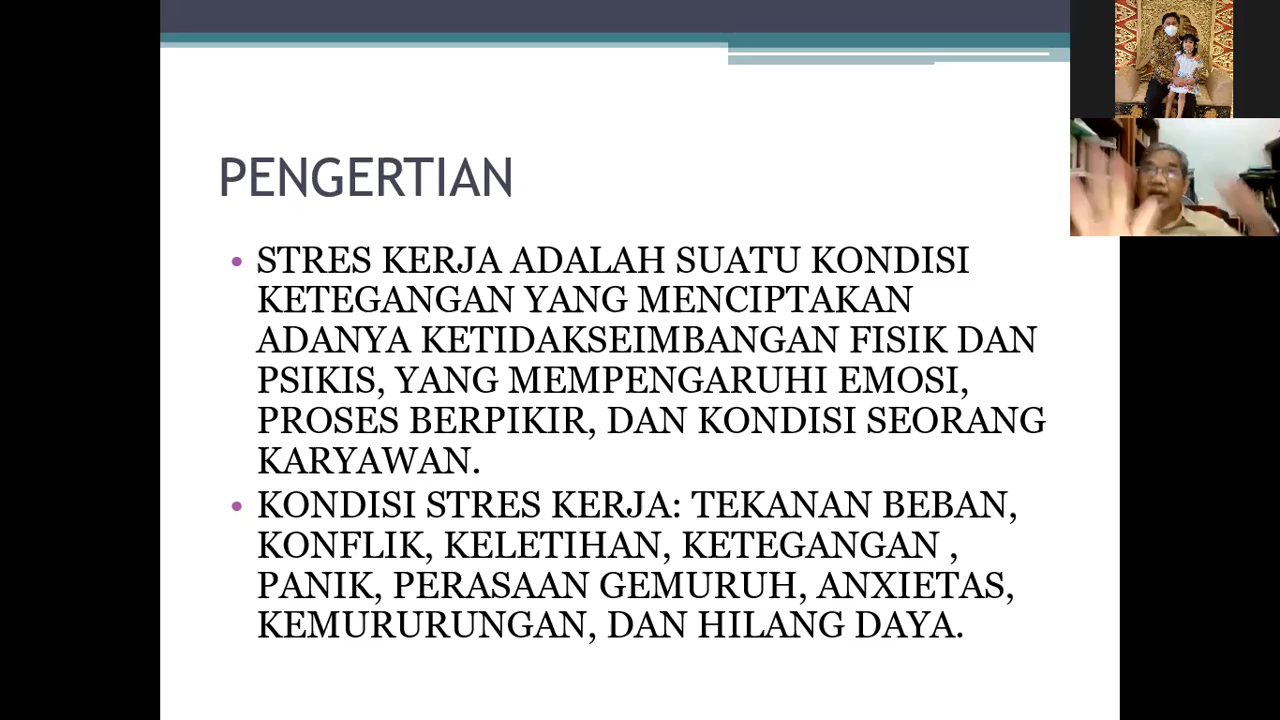 PENGERTIAN
• STRES KERJA ADALAH SUATU KONDISI
KETEGANGAN YANG MENCIPTAKAN
ADANYA KETIDAKSEIMBANGAN FISIK DAN
PSIKIS, YANG MEMPENGARUHI EMOSI,
PROSES BERPIKIR, DAN KONDISI SEORANG
KARYAWAN.
• KONDISI STRES KERJA: TEKANAN BEBAN,
KONFLIK, KELETIHAN, KETEGANGAN ,
PANIK, PERASAAN GEMURUH, ANXIETAS,
KEMURURUNGAN, DAN HILANG DAYA.